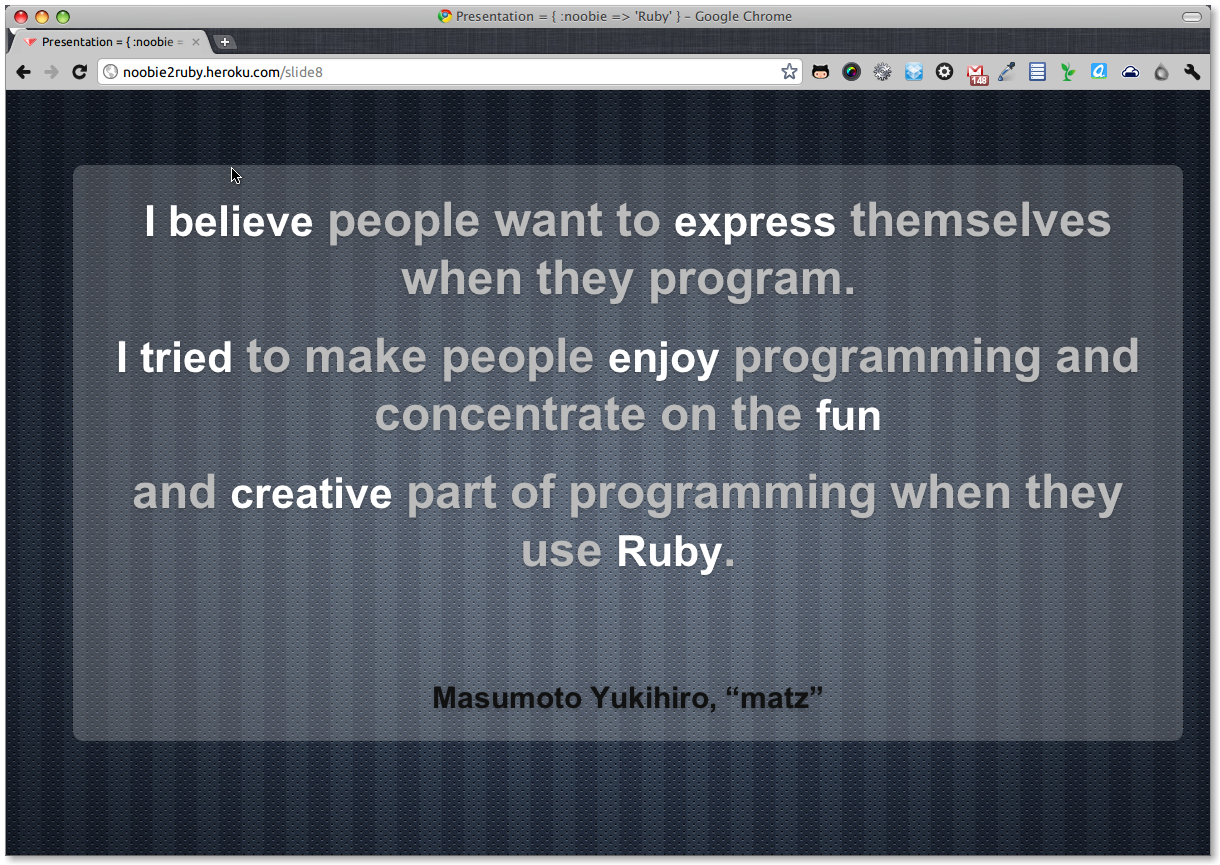 Presentation = { :noobie => 'Ruby' } – Google Chrome
Presentation = { :noobie =
noobie2ruby.heroku.com/slide8
148
I believe people want to express themselves
when they program.
I tried to make people enjoy programming and
concentrate on the fun
and creative part of programming when they
use Ruby.
Masumoto Yukihiro, “matz”